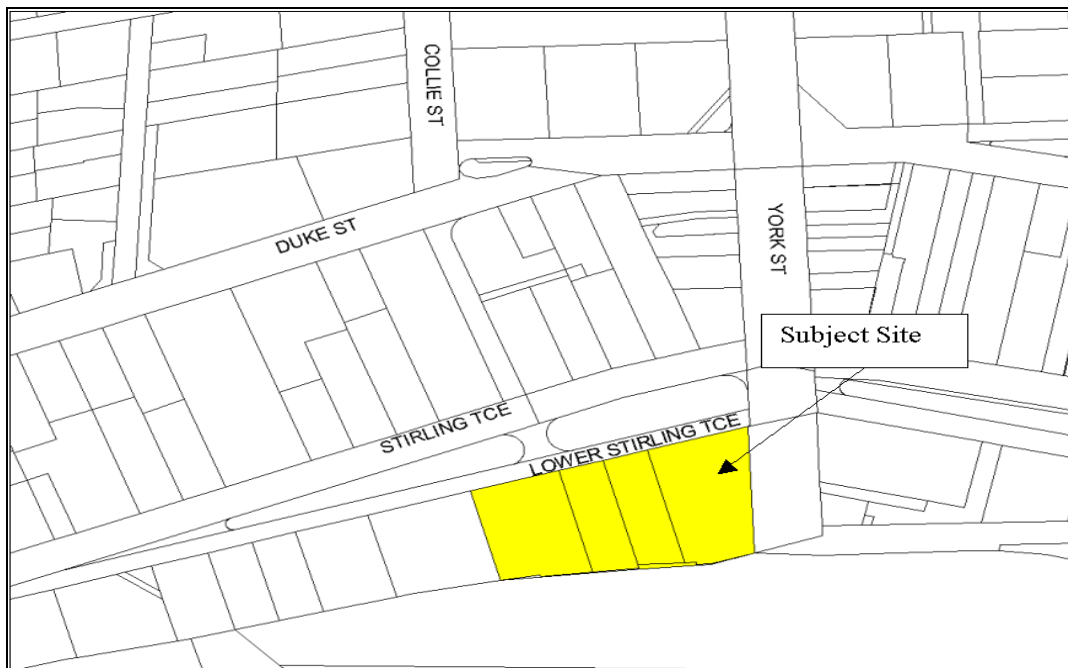 COLLIE ST
DUKE ST
YORK ST
Subject Site
STIRLING TCE
LOWER STIRLING TCE